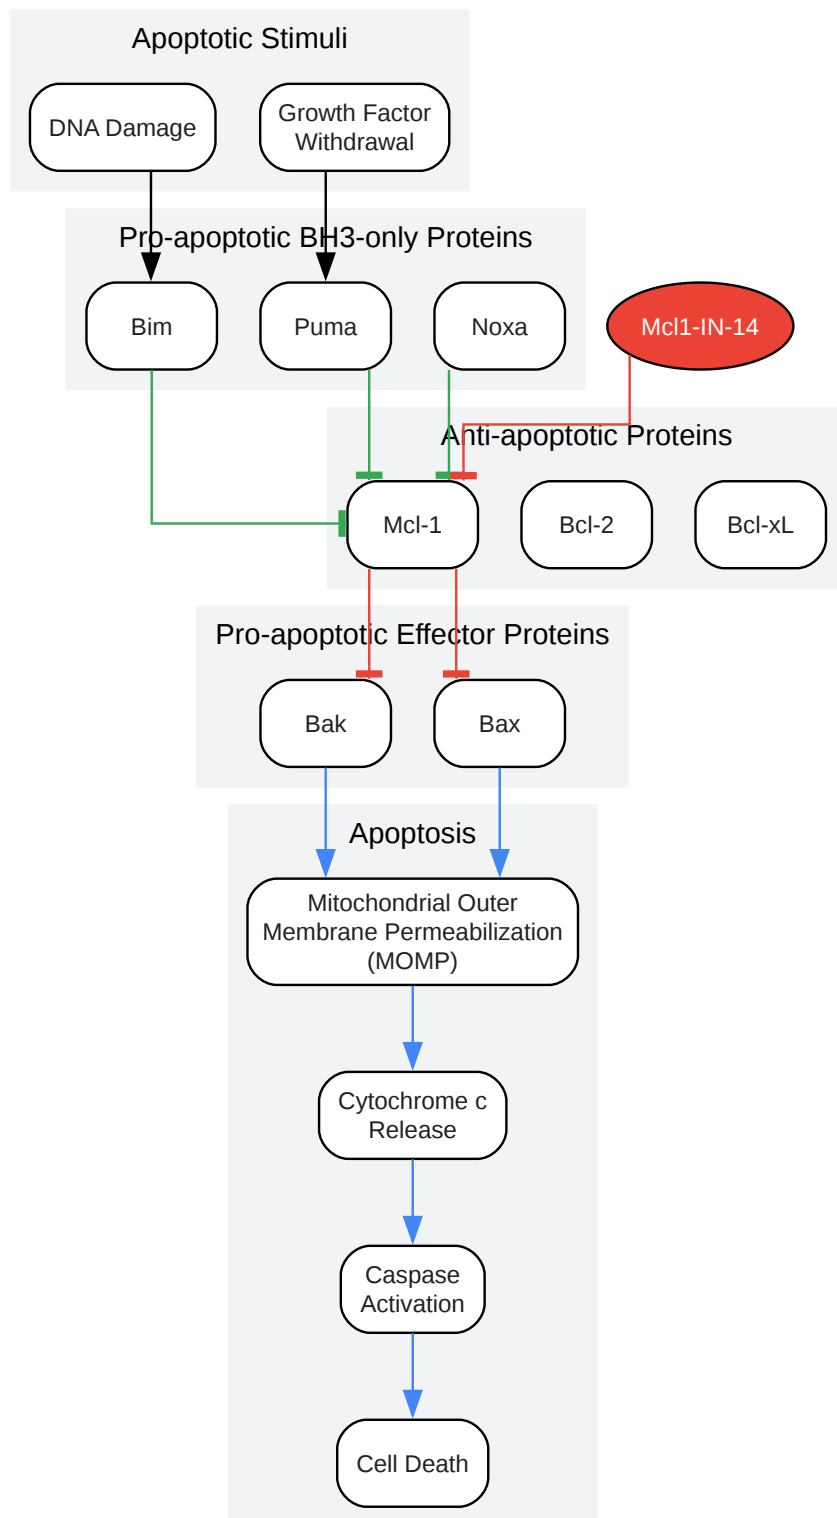 Apoptotic Stimuli
DNA Damage
Growth Factor
Withdrawal
Pro-apoptotic BH3-only Proteins
Bim
Puma
Noxa
Mcl1-IN-14
Anti-apoptotic Proteins
Mcl-1
Bcl-2
Bcl-xL
Pro-apoptotic Effector Proteins
Bak
Bax
Apoptosis
Mitochondrial Outer
Membrane Permeabilization
(MOMP)
Cytochrome c
Release
Caspase
Activation
Cell Death